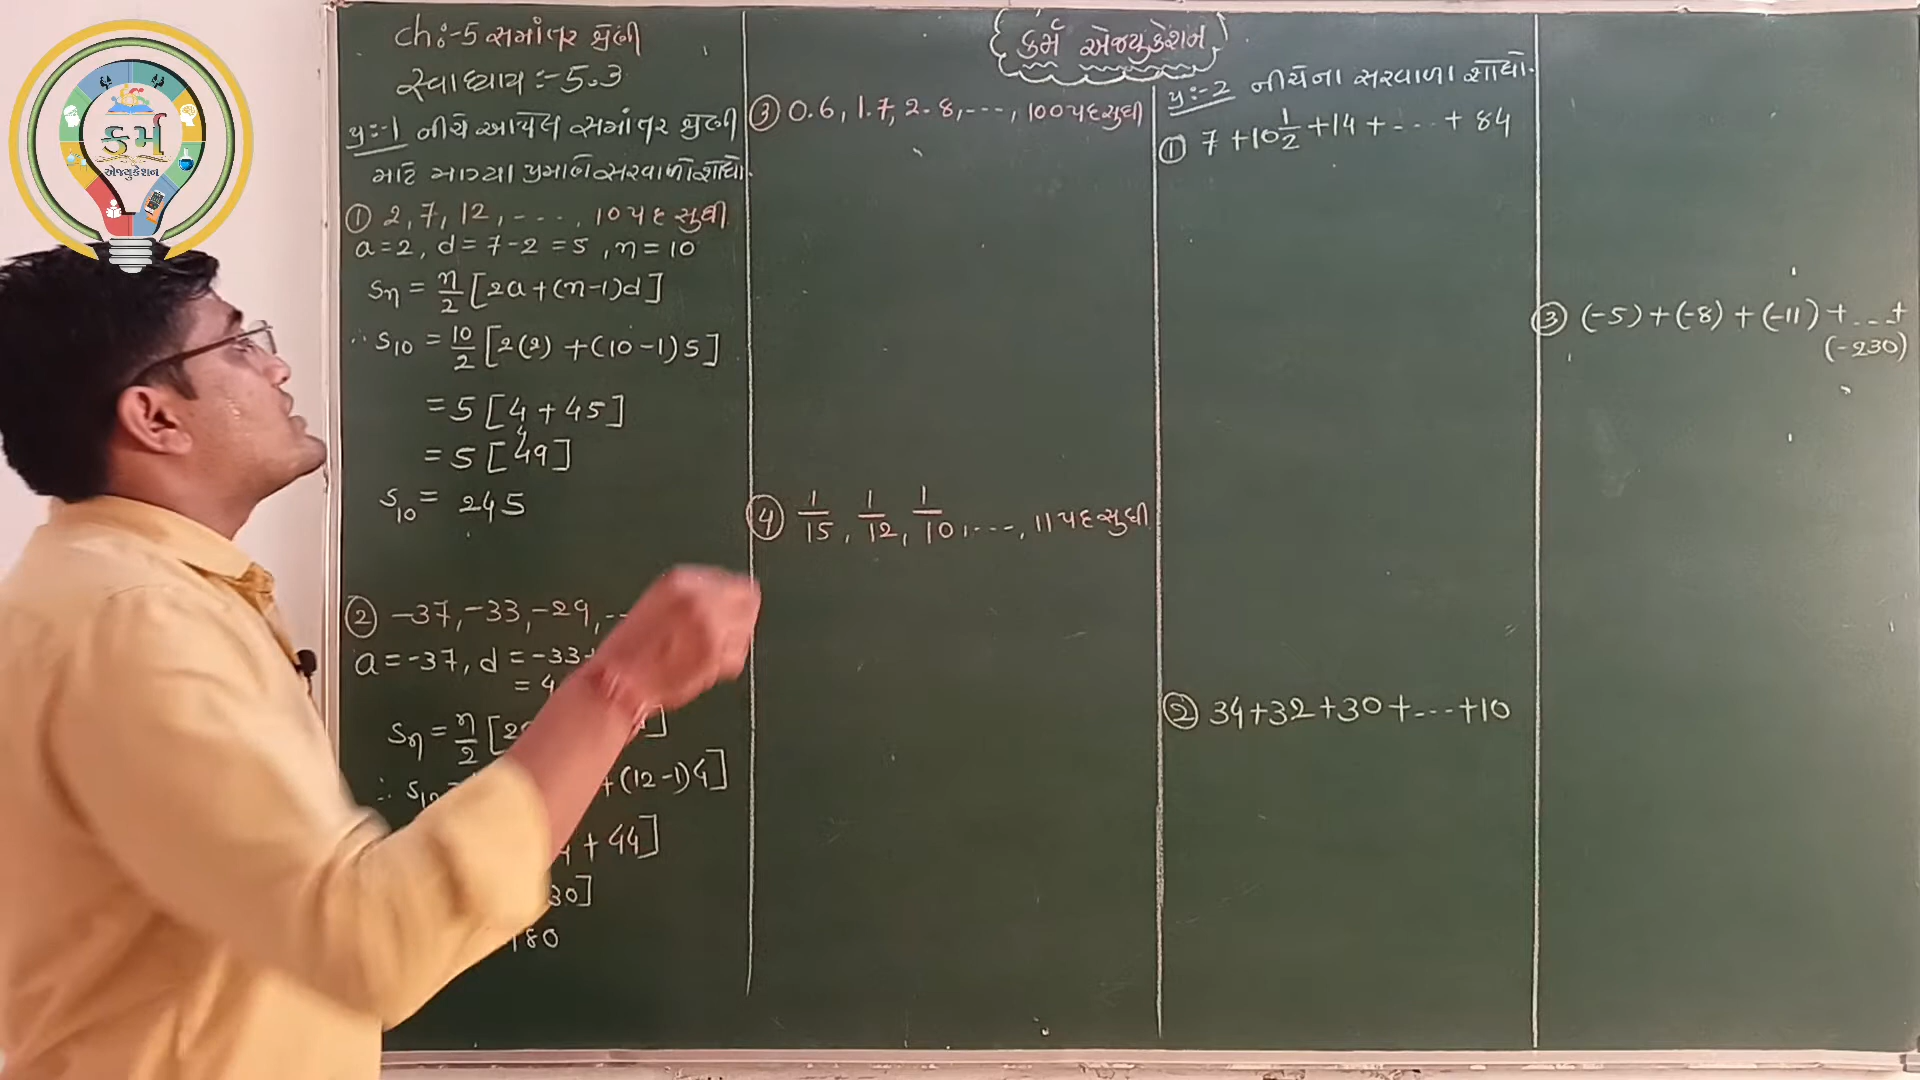 કર્મ
એજ્યુકેશન
ch:-5 સમાંતર શ્રેણી
સ્વાધ્યાય :- 5.3
પ્ર:-1 નીચે આપેલ સમાંતર શ્રેણી
માટે માગ્યા પ્રમાણે સરવાળો શોધો.
① 2, 7, 12, ----, 10 પદ સુધી
a = 2, d = 7-2 = 5, n = 10
Sn = n/2 [2a+(n-1)d]
∴ S10 = 10/2 [2(2) +(10-1)5]
= 5 [4 + 45]
= 5 [49]
S10 = 245
② -37, -33, -29, --
a = -37, d = -33+
= 4
Sn = n/2 [2
∴ S12 +(12-1)4]
+ 44]
30]
180
કર્મ એજ્યુકેશન
③ 0.6, 1.7, 2.8, ---, 100 પદ સુધી
④ 1/15, 1/12, 1/10, ---, 11 પદ સુધી
પ્ર:-2 નીચેના સરવાળા શોધો.
① 7 + 10 1/2 + 14 + --- + 84
② 34+32+30+---+10
③ (-5)+(-8)+(-11)+---+
(-230)